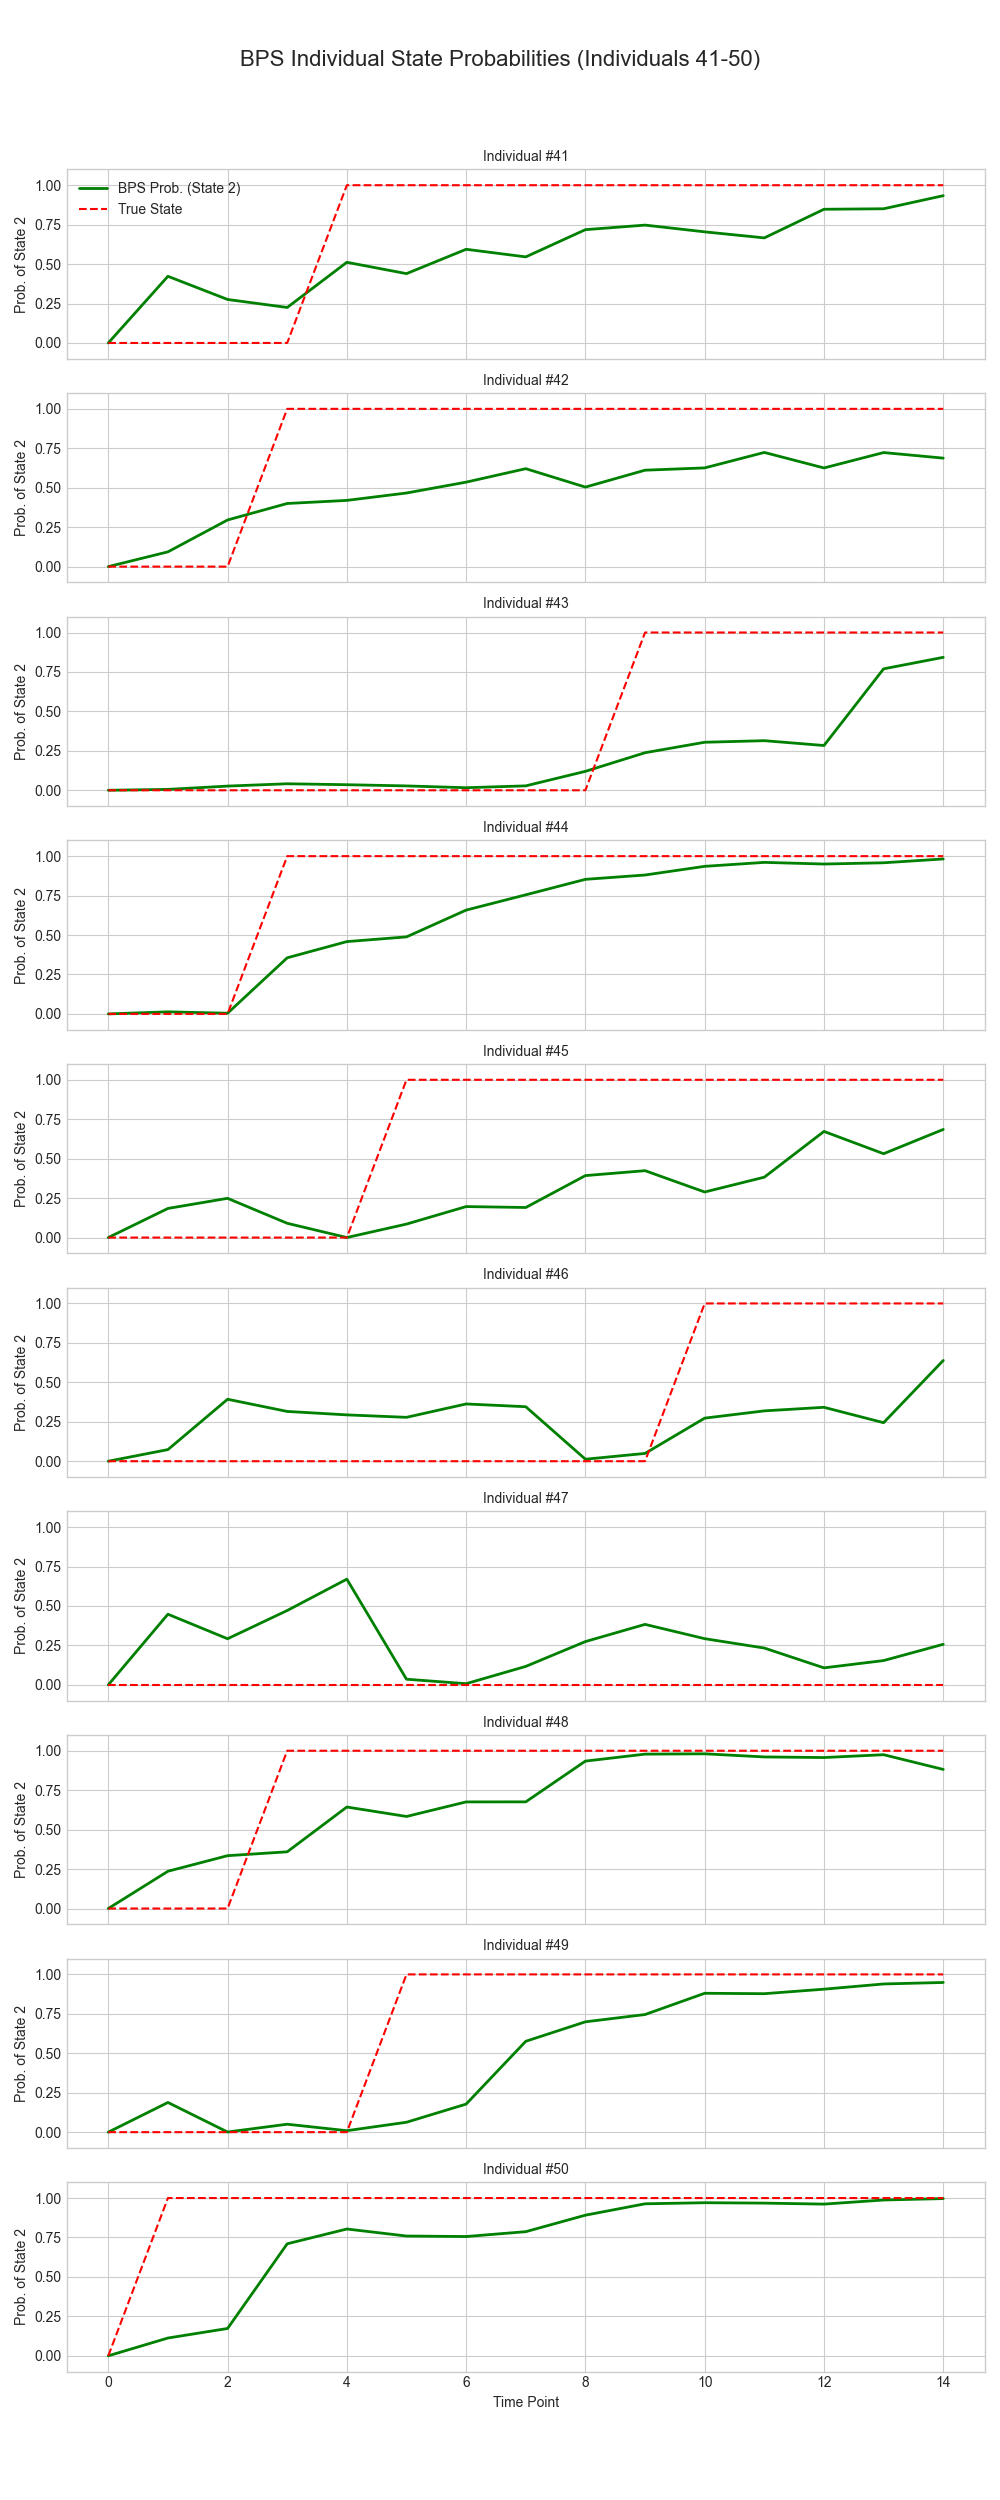 BPS Individual State Probabilities (Individuals 41-50)
Individual #41
BPS Prob. (State 2)
True State
Prob. of State 2
1.00
0.75
0.50
0.25
0.00
Individual #42
Prob. of State 2
1.00
0.75
0.50
0.25
0.00
Individual #43
Prob. of State 2
1.00
0.75
0.50
0.25
0.00
Individual #44
Prob. of State 2
1.00
0.75
0.50
0.25
0.00
Individual #45
Prob. of State 2
1.00
0.75
0.50
0.25
0.00
Individual #46
Prob. of State 2
1.00
0.75
0.50
0.25
0.00
Individual #47
Prob. of State 2
1.00
0.75
0.50
0.25
0.00
Individual #48
Prob. of State 2
1.00
0.75
0.50
0.25
0.00
Individual #49
Prob. of State 2
1.00
0.75
0.50
0.25
0.00
Individual #50
Prob. of State 2
1.00
0.75
0.50
0.25
0.00
0 2 4 6 8 10 12 14
Time Point